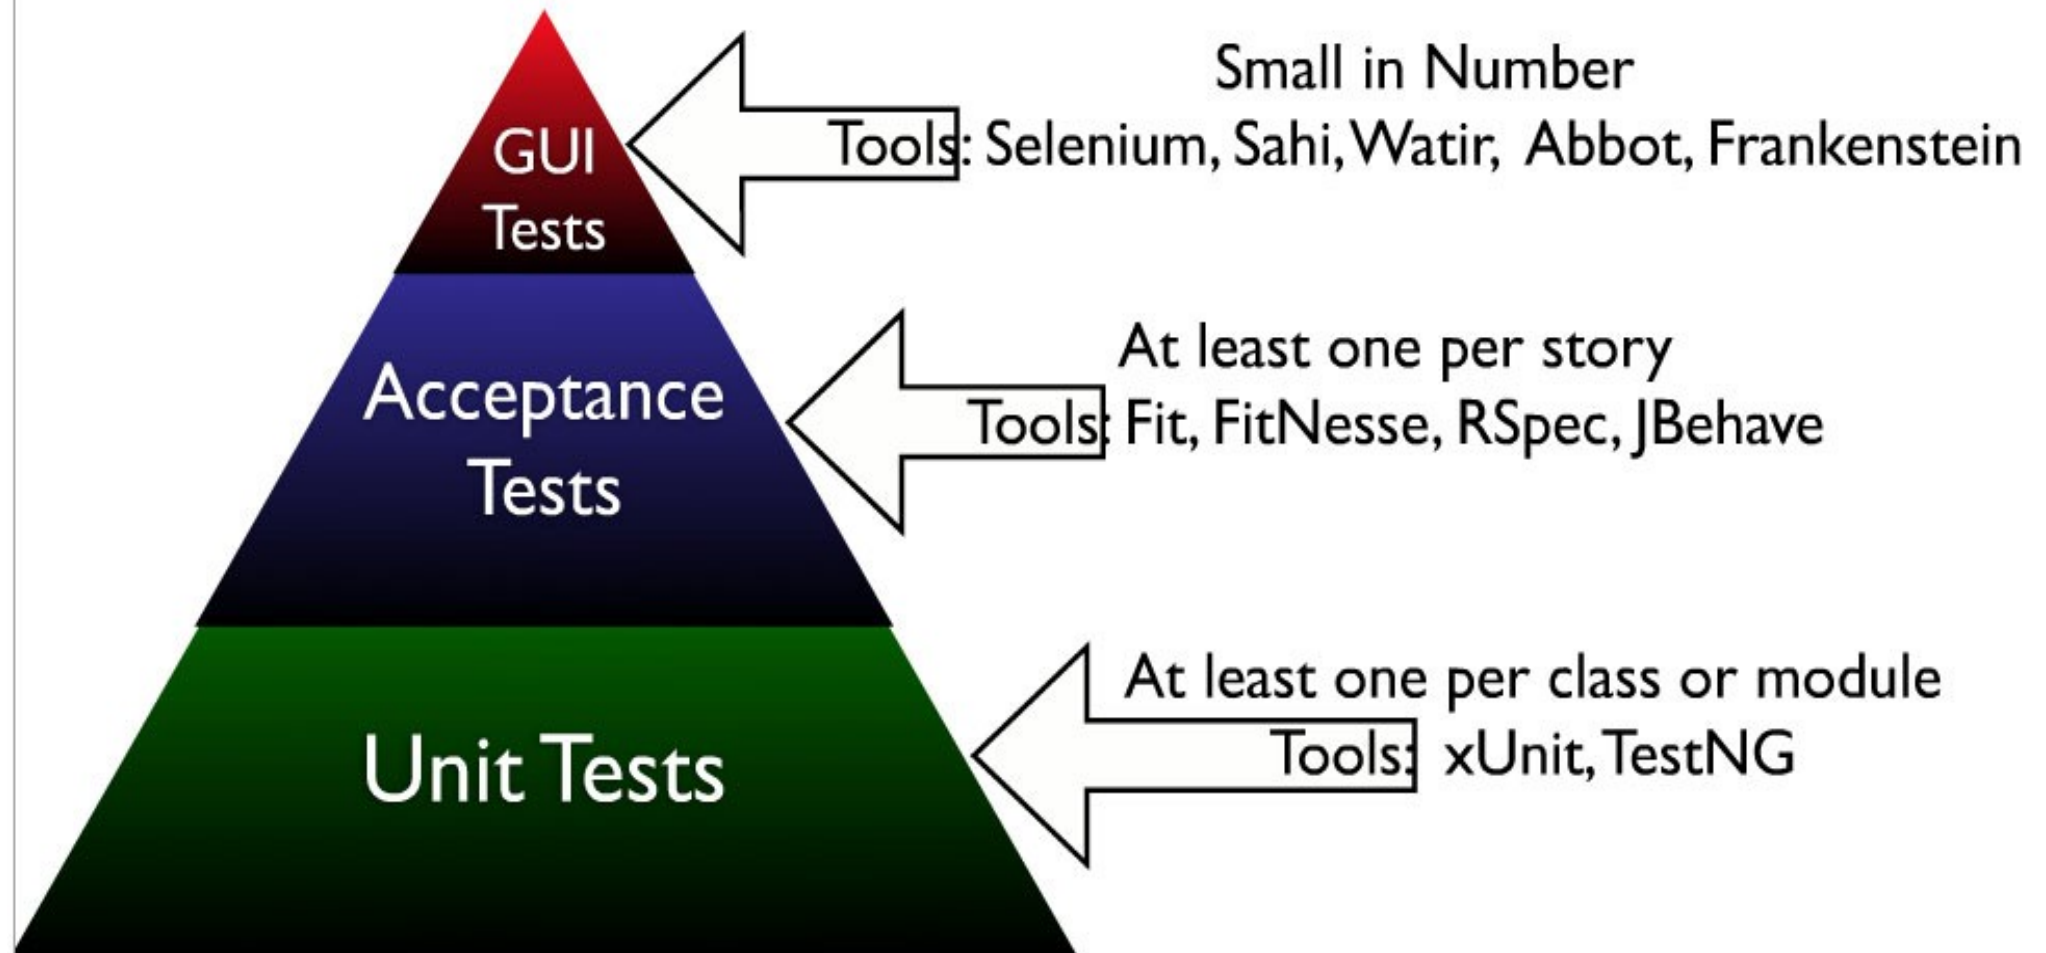 GUI
Tests
Small in Number
Tools: Selenium, Sahi, Watir, Abbot, Frankenstein
Acceptance
Tests
At least one per story
Tools: Fit, FitNesse, RSpec, JBehave
Unit Tests
At least one per class or module
Tools: xUnit, TestNG